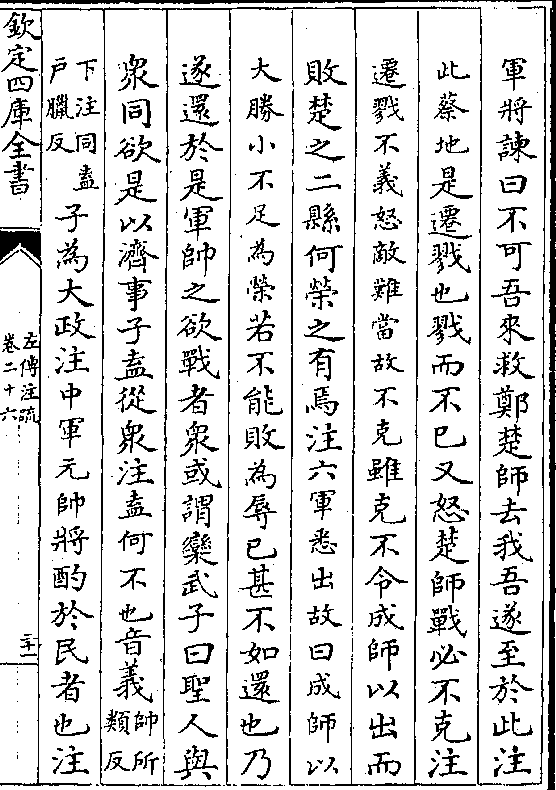 軍將諫曰不可吾來救鄭楚師去我吾遂至於此注
此蔡地是遷戮也戮而不已又怒楚師戰必不克注
遷戮不義怒敵難當故不克雖克不令成師以出而
敗楚之二縣何榮之有焉注六軍悉出故曰成師以
大勝小不足為榮若不能敗為辱已甚不如還也乃
遂還於是軍帥之欲戰者衆或謂欒武子曰聖人與
衆同欲是以濟事子盍從衆注盍何不也音義帥所類反
下注同盍戶臘反子為大政注中軍元帥將酌於民者也注
欽定四庫全書
左傳注疏
卷二十六
三十一